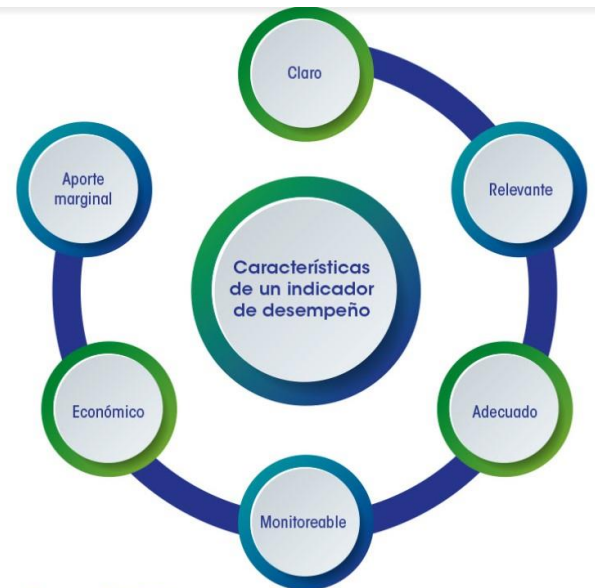 Claro
Relevante
Adecuado
Monitoreable
Económico
Aporte
marginal
Características
de un indicador
de desempeño